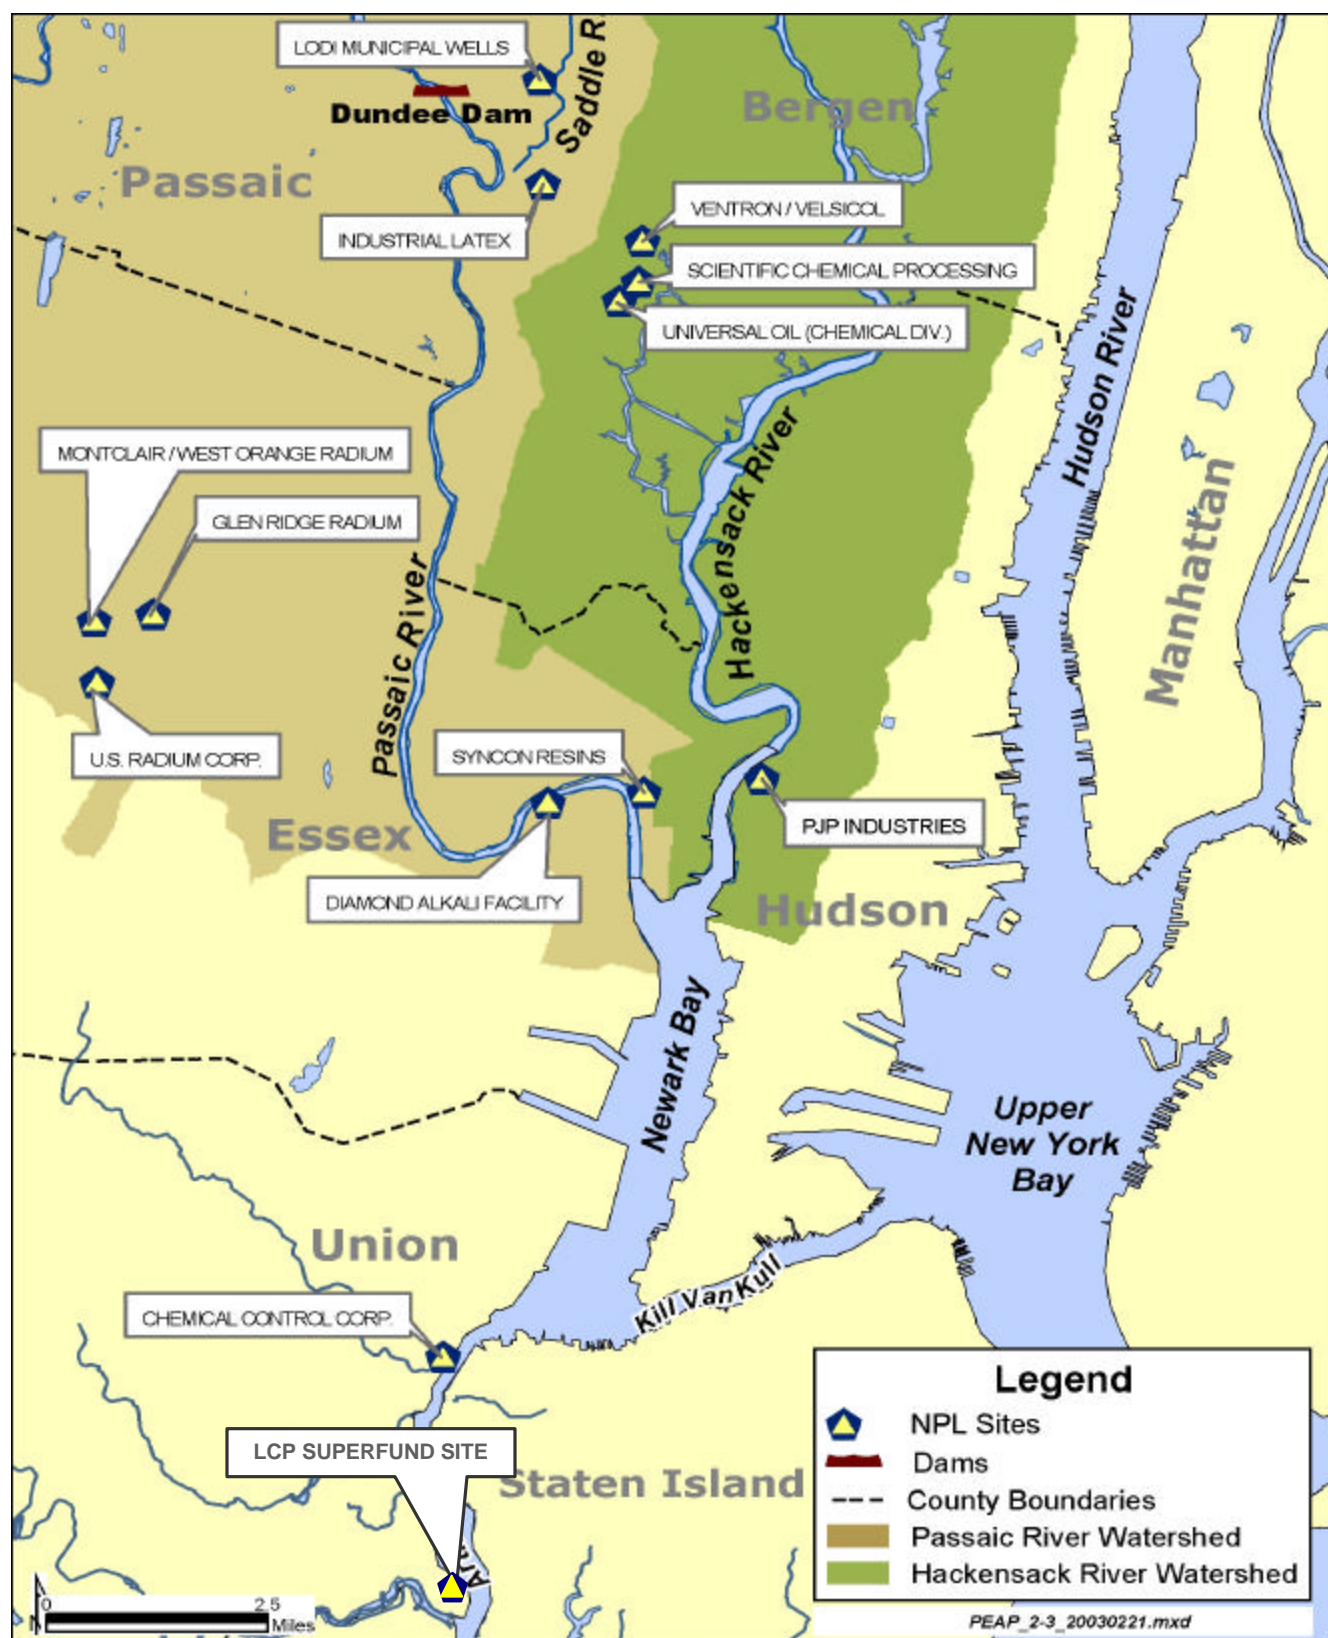 LODI MUNICIPAL WELLS
Saddle R
Dundee Dam
Bergen
Passaic
VENTRON / VELSICOL
INDUSTRIAL LATEX
SCIENTIFIC CHEMICAL PROCESSING
UNIVERSAL OIL (CHEMICAL DIV.)
Hudson River
MONTCLAIR / WEST ORANGE RADIUM
Hackensack River
GLEN RIDGE RADIUM
Manhattan
Passaic River
U.S. RADIUM CORP.
SYNCON RESINS
PJP INDUSTRIES
Essex
DIAMOND ALKALI FACILITY
Hudson
Newark Bay
Upper
New York
Bay
Union
Kill Van Kull
CHEMICAL CONTROL CORP.
LCP SUPERFUND SITE
Staten Island
Legend
NPL Sites
Dams
County Boundaries
Passaic River Watershed
Hackensack River Watershed
N
0 2.5
Miles
PEAP_2-3_20030221.mxd